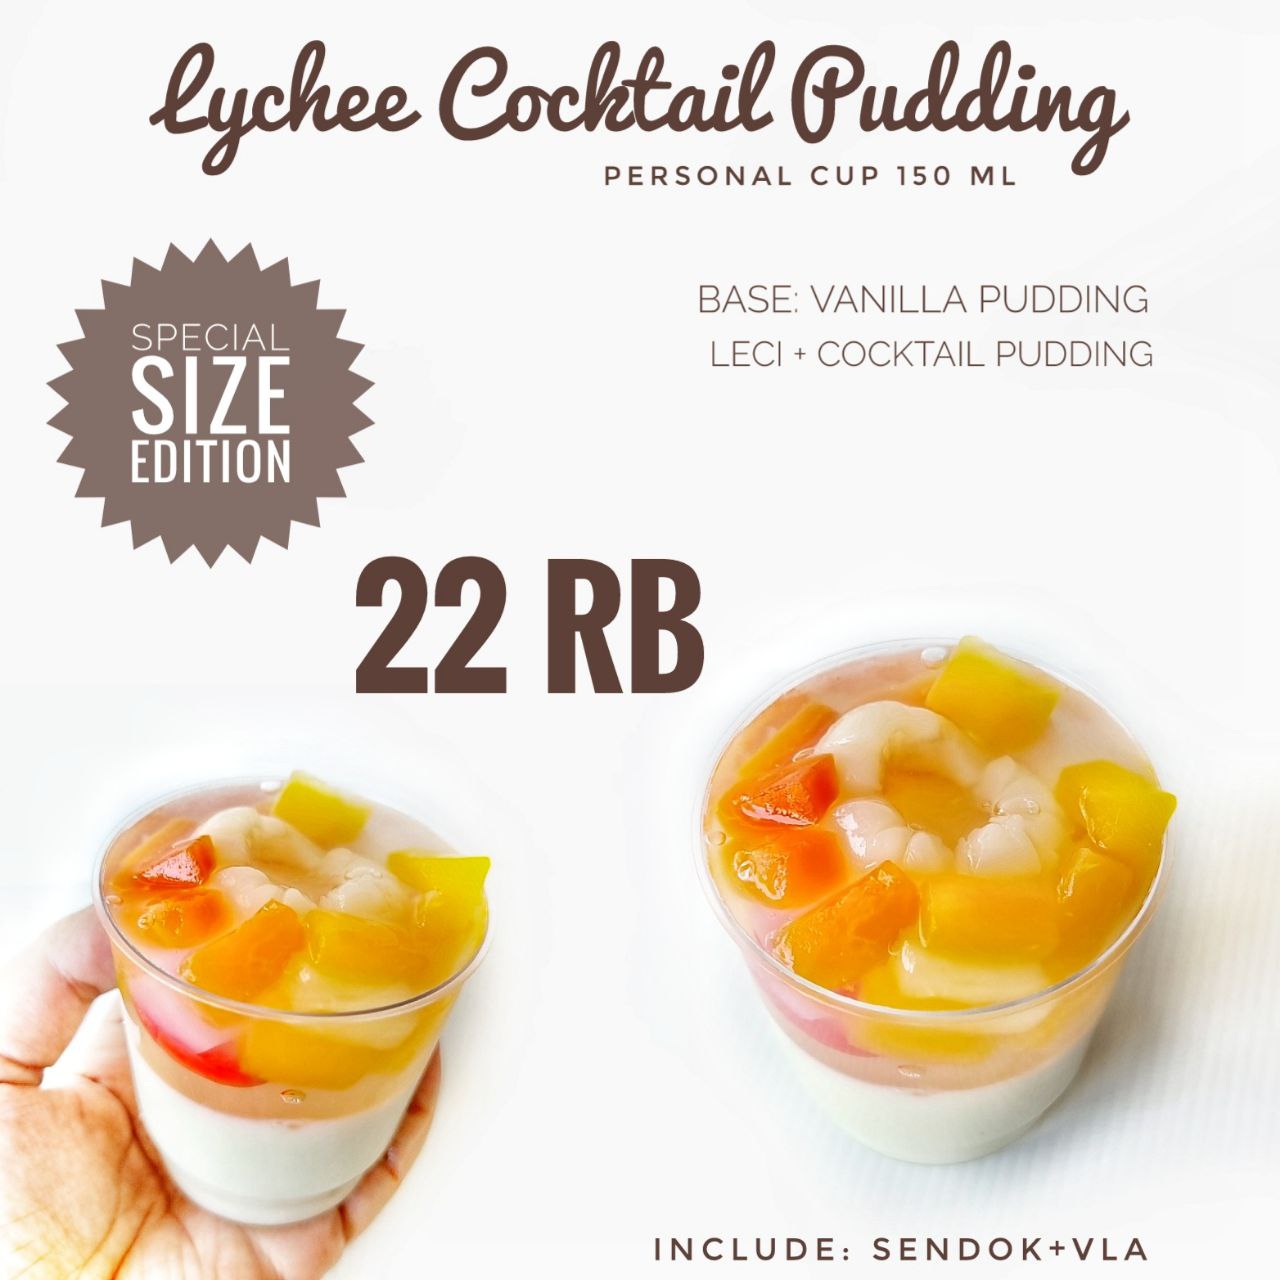 Lychee Cocktail Pudding
PERSONAL CUP 150 ML
SPECIAL
SIZE
EDITION
BASE: VANILLA PUDDING
LECI + COCKTAIL PUDDING
22 RB
INCLUDE: SENDOK+VLA